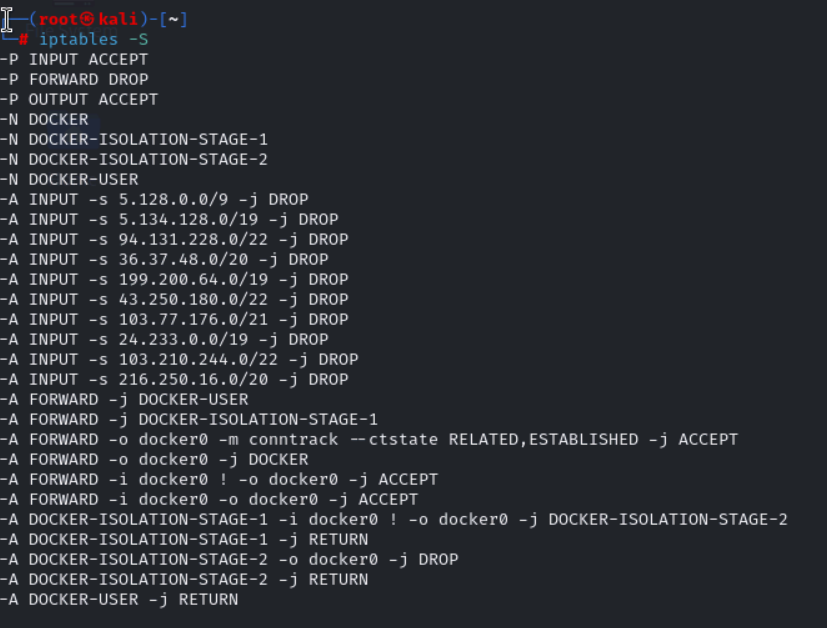 ┌──(root㉿kali)-[~]
└─# iptables -S
-P INPUT ACCEPT
-P FORWARD DROP
-P OUTPUT ACCEPT
-N DOCKER
-N DOCKER-ISOLATION-STAGE-1
-N DOCKER-ISOLATION-STAGE-2
-N DOCKER-USER
-A INPUT -s 5.128.0.0/9 -j DROP
-A INPUT -s 5.134.128.0/19 -j DROP
-A INPUT -s 94.131.228.0/22 -j DROP
-A INPUT -s 36.37.48.0/20 -j DROP
-A INPUT -s 199.200.64.0/19 -j DROP
-A INPUT -s 43.250.180.0/22 -j DROP
-A INPUT -s 103.77.176.0/21 -j DROP
-A INPUT -s 24.233.0.0/19 -j DROP
-A INPUT -s 103.210.244.0/22 -j DROP
-A INPUT -s 216.250.16.0/20 -j DROP
-A FORWARD -j DOCKER-USER
-A FORWARD -j DOCKER-ISOLATION-STAGE-1
-A FORWARD -o docker0 -m conntrack --ctstate RELATED,ESTABLISHED -j ACCEPT
-A FORWARD -o docker0 -j DOCKER
-A FORWARD -i docker0 ! -o docker0 -j ACCEPT
-A FORWARD -i docker0 -o docker0 -j ACCEPT
-A DOCKER-ISOLATION-STAGE-1 -i docker0 ! -o docker0 -j DOCKER-ISOLATION-STAGE-2
-A DOCKER-ISOLATION-STAGE-1 -j RETURN
-A DOCKER-ISOLATION-STAGE-2 -o docker0 -j DROP
-A DOCKER-ISOLATION-STAGE-2 -j RETURN
-A DOCKER-USER -j RETURN